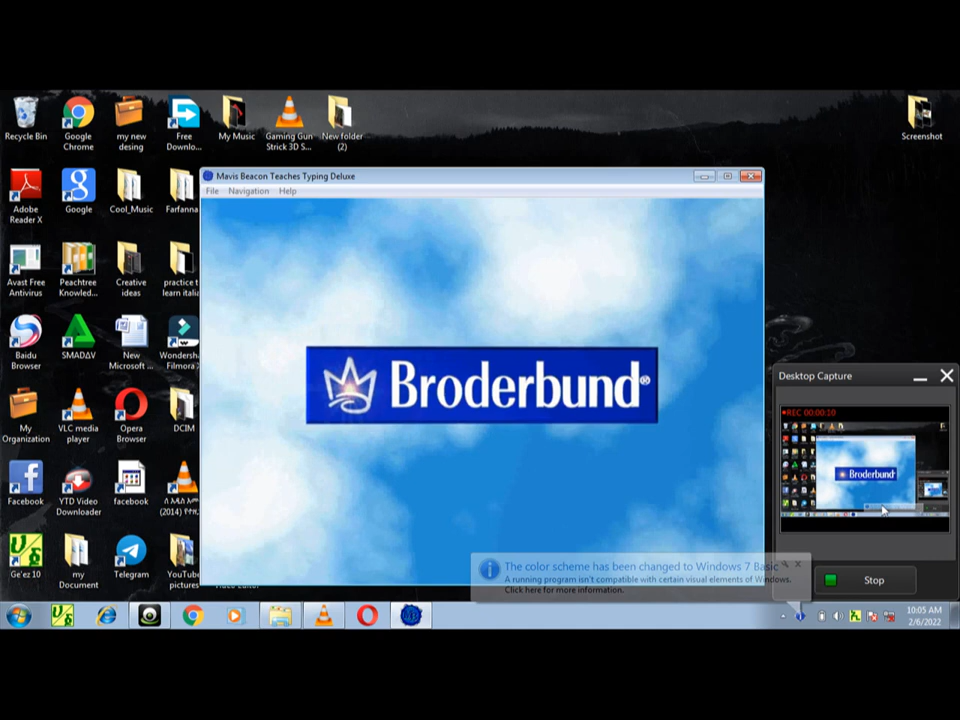 Recycle Bin
Google
Chrome
my new
desing
Free
Downlo...
My Music
Gaming Gun
Strick 3D S...
New folder
(2)
Screenshot
Mavis Beacon Teaches Typing Deluxe
File Navigation Help
Adobe
Reader X
Google
Cool_Music
Farfanna
Avast Free
Antivirus
Peachtree
Knowled...
Creative
ideas
practice t
learn itali
Broderbund®
Baidu
Browser
SMADΔV
New
Microsoft ...
Wondersha
Filmora
Desktop Capture
REC 00:00:10
Broderbund
My
Organization
VLC media
player
Opera
Browser
DCIM
Facebook
YTD Video
Downloader
facebook
(2014)
Ge'ez 10
my
Document
Telegram
YouTube
pictures
The color scheme has been changed to Windows 7 Basic
A running program isn't compatible with certain visual elements of Windows.
Click here for more information.
Stop
10:05 AM
2/6/2022